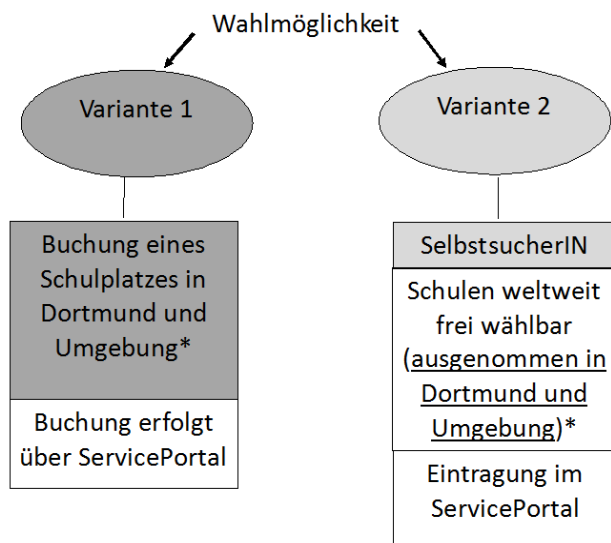 Wahlmöglichkeit
Variante 1
Buchung eines
Schulplatzes in
Dortmund und
Umgebung*
Buchung erfolgt
über ServicePortal
Variante 2
SelbstsucherIN
Schulen weltweit
frei wählbar
(ausgenommen in
Dortmund und
Umgebung)*
Eintragung im
ServicePortal